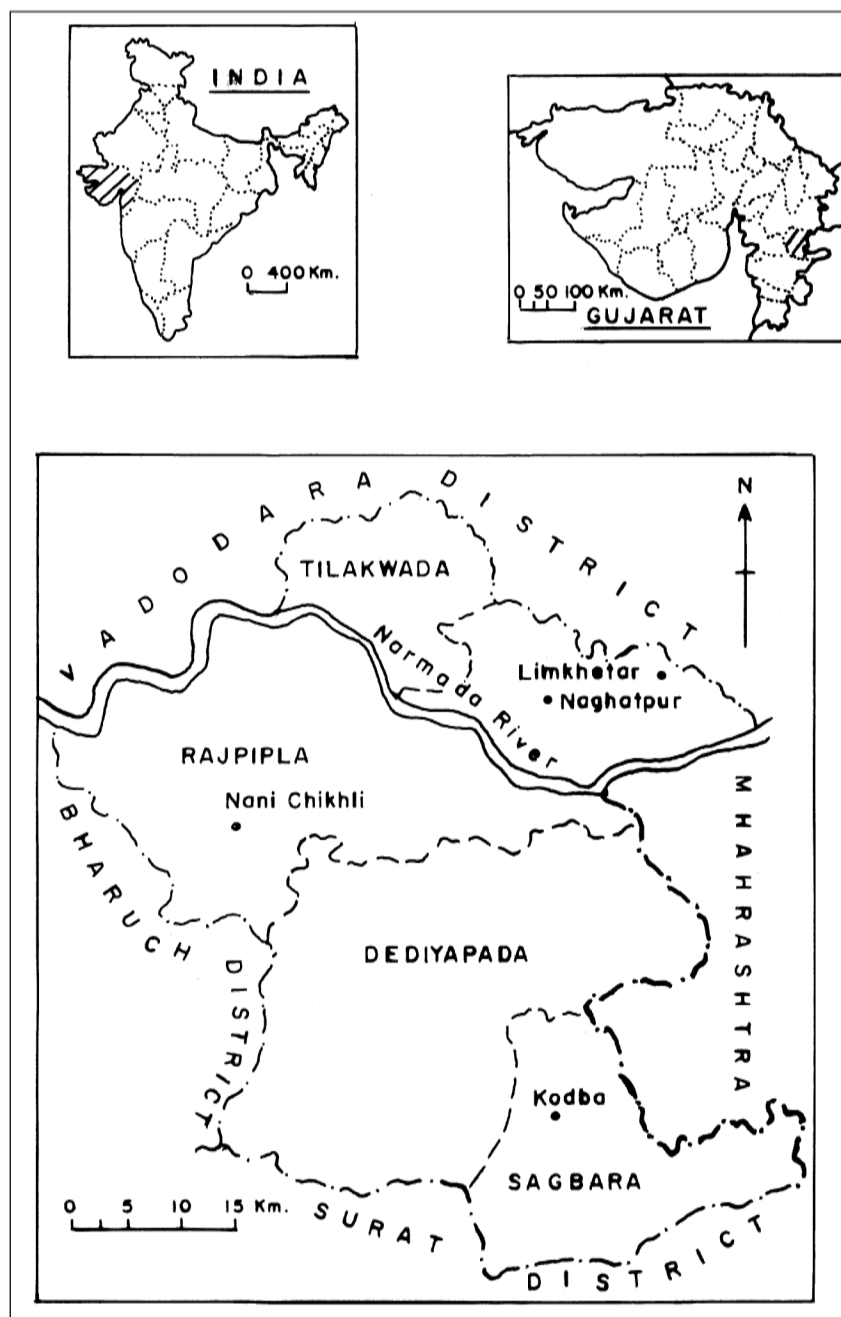 INDIA
0 400 Km.
0 50 100 Km.
GUJARAT
VADODARA DISTRICT
N
TILAKWADA
Narmada River
Limkhetar
Naghatpur
RAJPIPLA
Nani Chikhli
BHARUCH DISTRICT
MHAHRASHTRA
DEDIYAPADA
Kodba
SAGBARA
0 5 10 15 Km.
SURAT DISTRICT